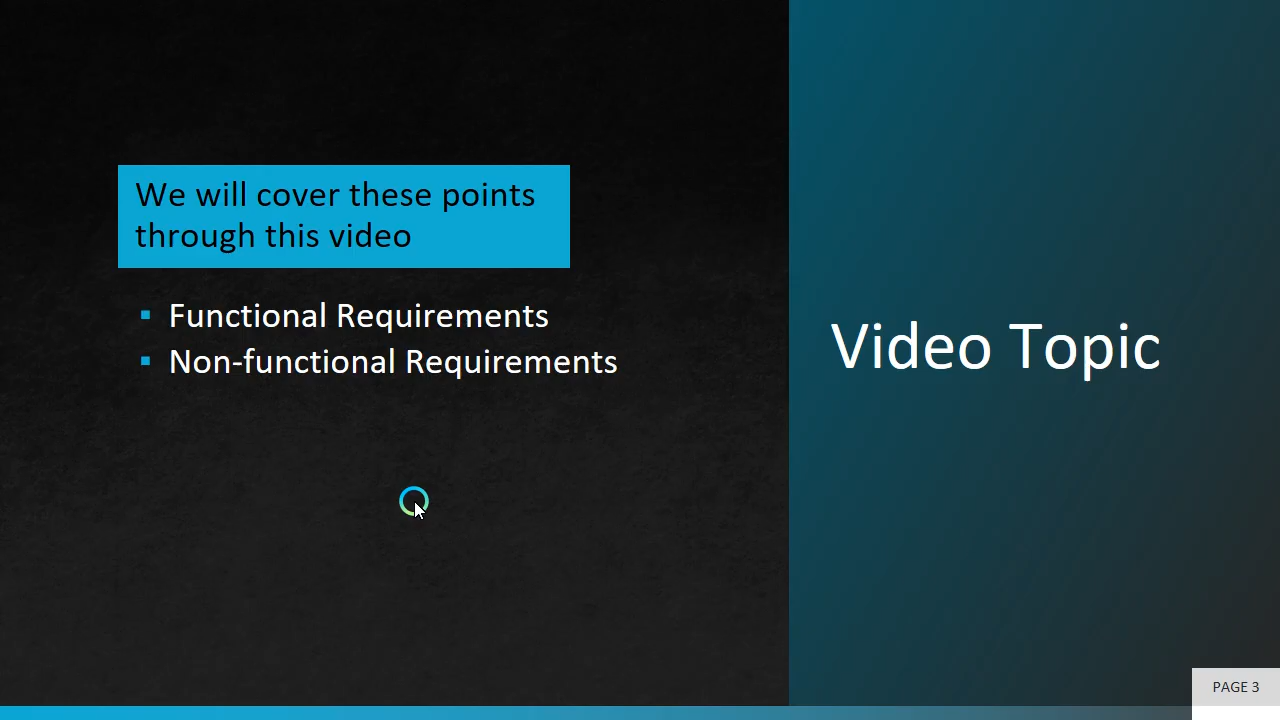 We will cover these points
through this video
Functional Requirements
Non-functional Requirements
Video Topic
PAGE 3